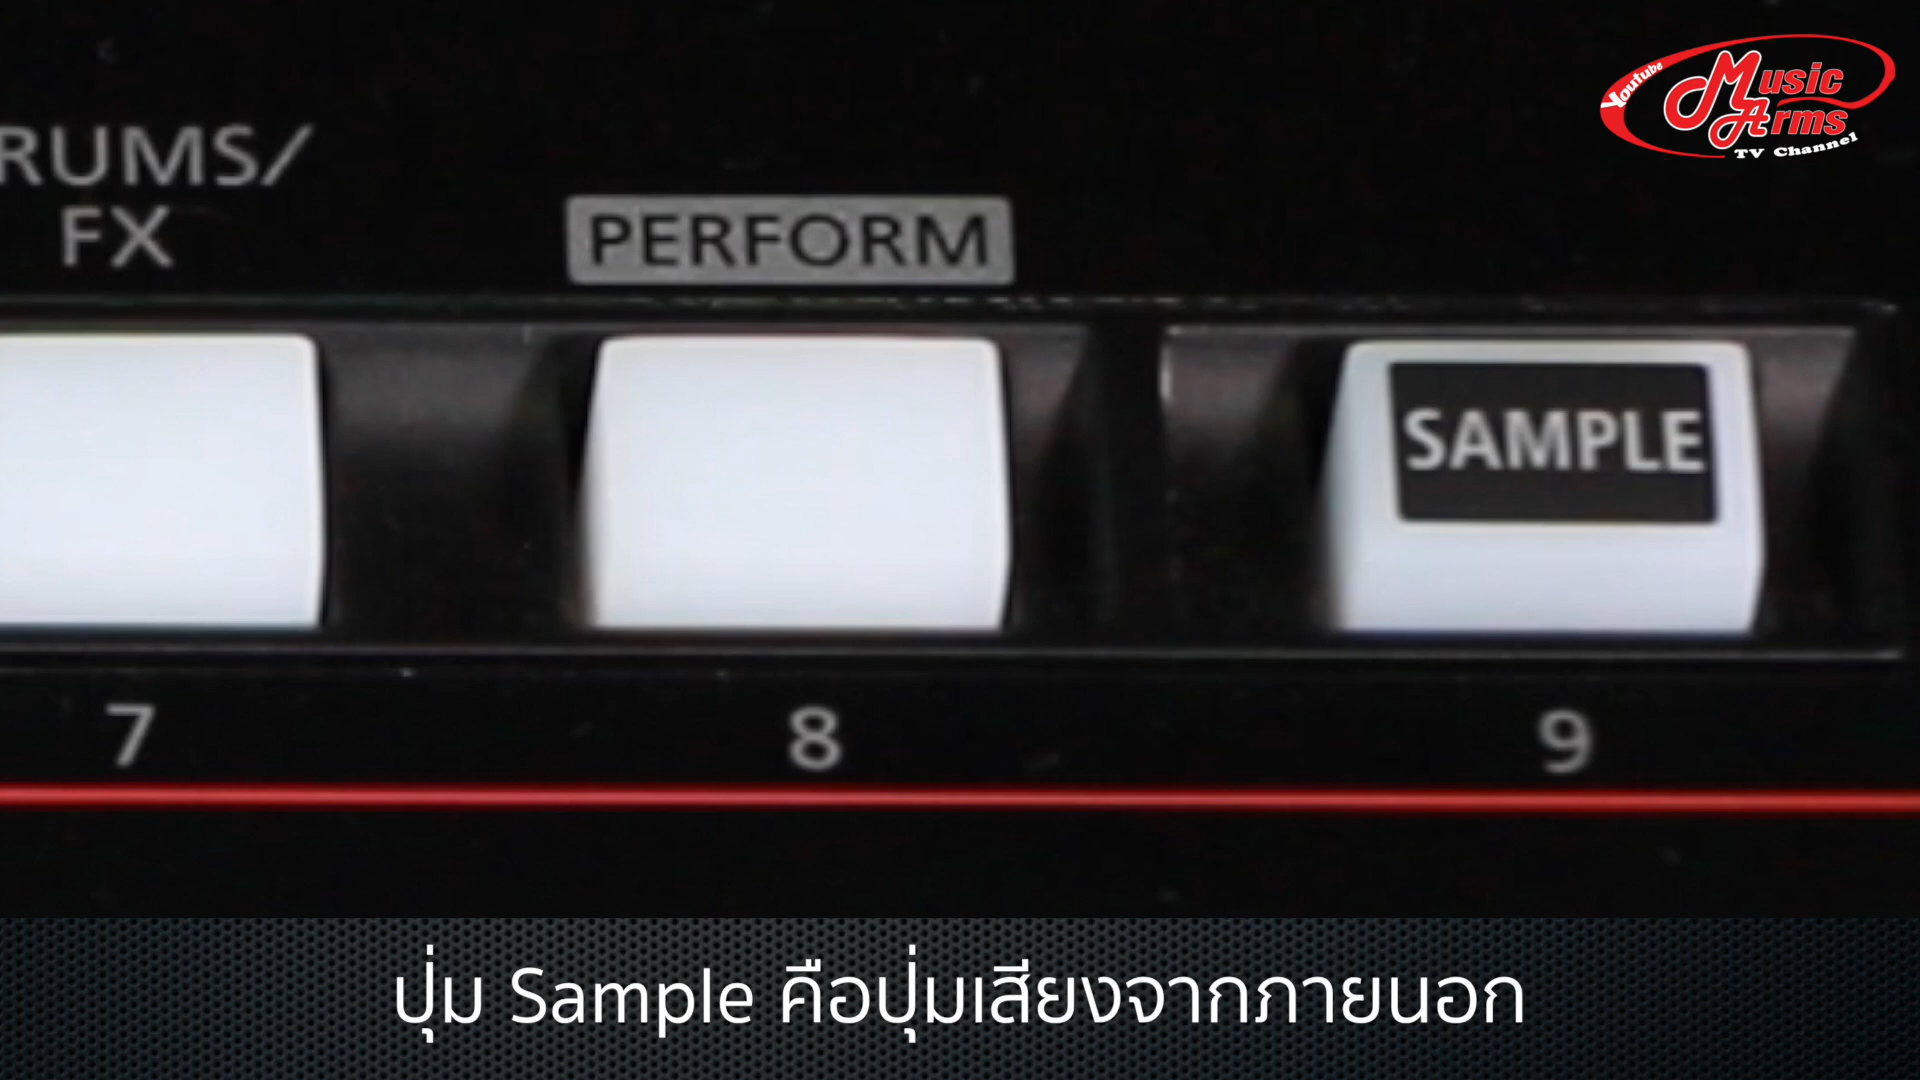 Youtube
Music
Arms
TV Channel
RUMS/
FX
PERFORM
SAMPLE
7
8
9
ปุ่ม Sample คือปุ่มเสียงจากภายนอก